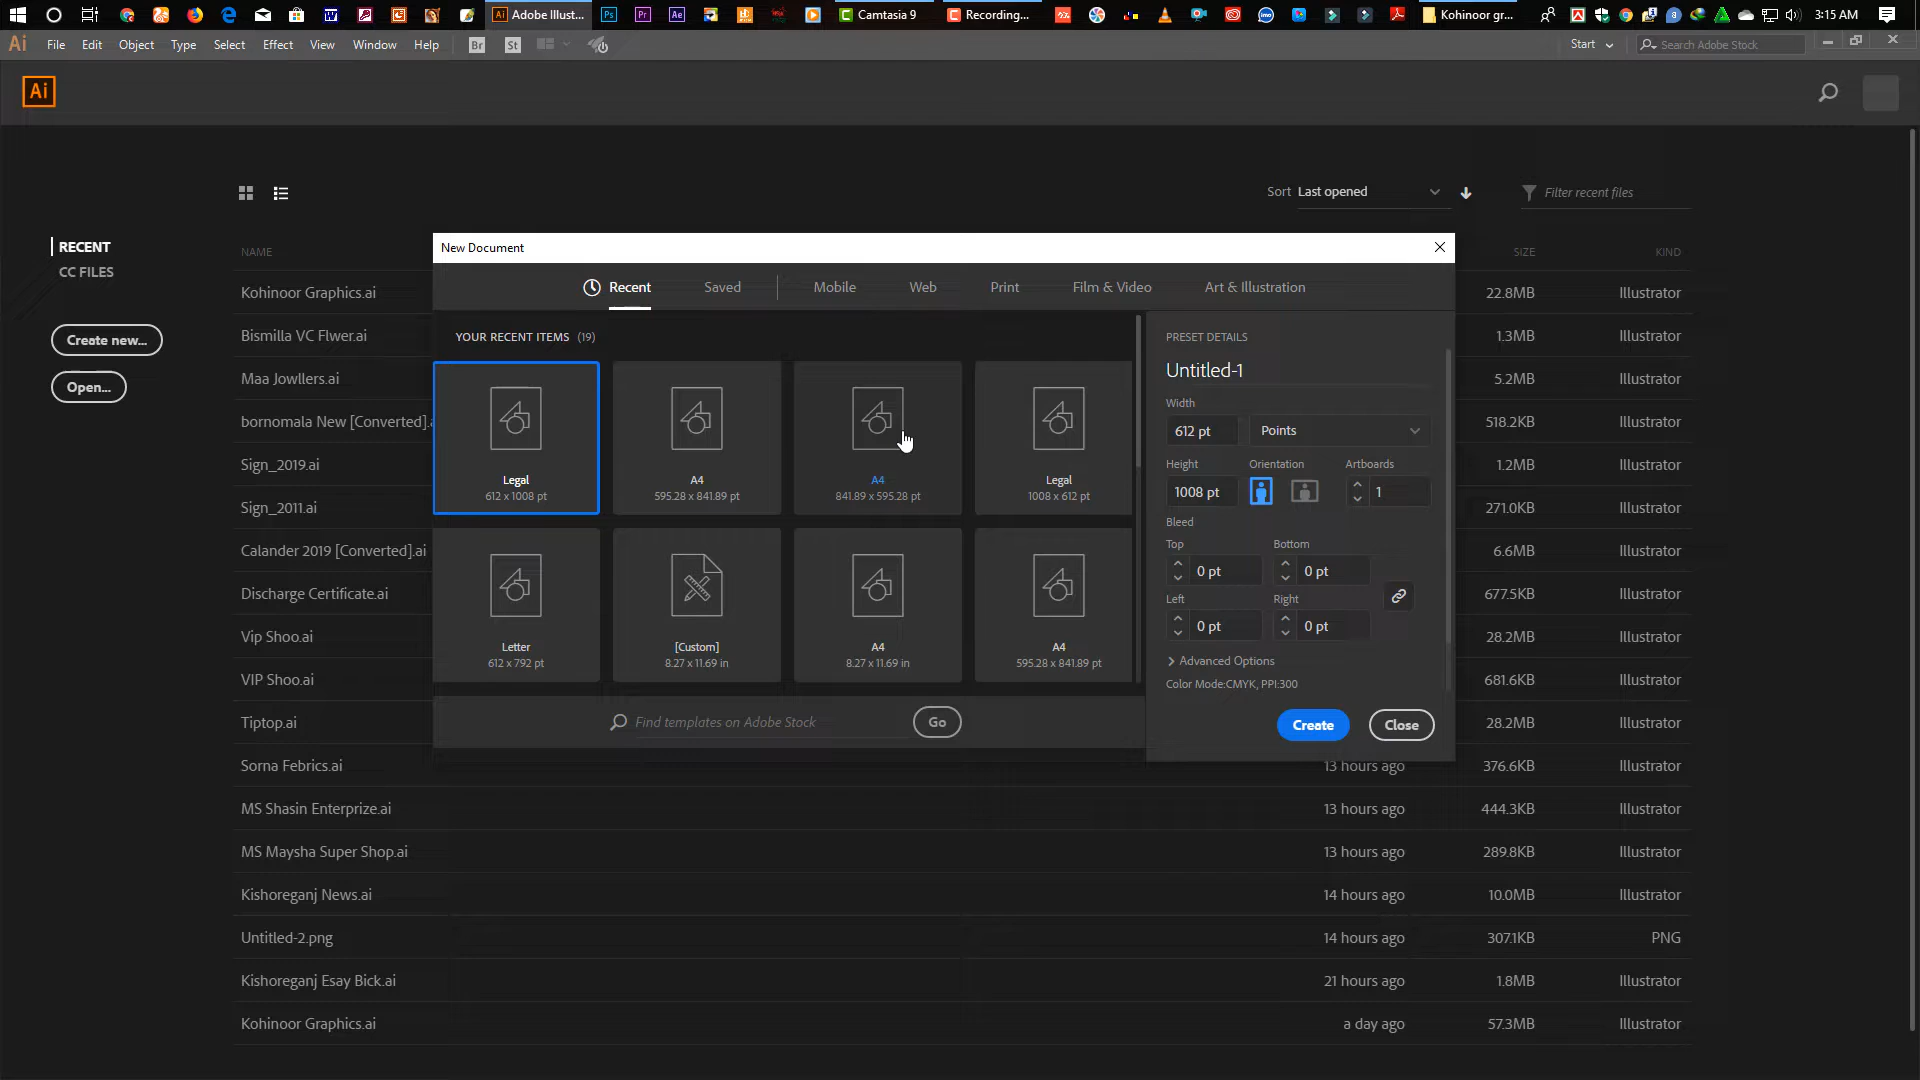 Adobe Illust...
Ps
Pr
Ae
Camtasia 9
Recording...
Kohinoor gr...
3:15 AM
Ai
File
Edit
Object
Type
Select
Effect
View
Window
Help
Br
St
Start
Search Adobe Stock
Ai
Sort
Last opened
Filter recent files
RECENT
CC FILES
Create new...
Open...
NAME
SIZE
KIND
Kohinoor Graphics.ai
22.8MB
Illustrator
Bismilla VC Flwer.ai
1.3MB
Illustrator
Maa Jowllers.ai
5.2MB
Illustrator
bornomala New [Converted].a
518.2KB
Illustrator
Sign_2019.ai
1.2MB
Illustrator
Sign_2011.ai
271.0KB
Illustrator
Calander 2019 [Converted].ai
6.6MB
Illustrator
Discharge Certificate.ai
677.5KB
Illustrator
Vip Shoo.ai
28.2MB
Illustrator
VIP Shoo.ai
681.6KB
Illustrator
Tiptop.ai
28.2MB
Illustrator
Sorna Febrics.ai
13 hours ago
376.6KB
Illustrator
MS Shasin Enterprize.ai
13 hours ago
444.3KB
Illustrator
MS Maysha Super Shop.ai
13 hours ago
289.8KB
Illustrator
Kishoreganj News.ai
14 hours ago
10.0MB
Illustrator
Untitled-2.png
14 hours ago
307.1KB
PNG
Kishoreganj Esay Bick.ai
21 hours ago
1.8MB
Illustrator
Kohinoor Graphics.ai
a day ago
57.3MB
Illustrator
New Document
Recent
Saved
Mobile
Web
Print
Film & Video
Art & Illustration
YOUR RECENT ITEMS (19)
Legal
612 x 1008 pt
A4
595.28 x 841.89 pt
A4
841.89 x 595.28 pt
Legal
1008 x 612 pt
Letter
612 x 792 pt
[Custom]
8.27 x 11.69 in
A4
8.27 x 11.69 in
A4
595.28 x 841.89 pt
Find templates on Adobe Stock
Go
PRESET DETAILS
Untitled-1
Width
612 pt
Points
Height
Orientation
Artboards
1008 pt
1
Bleed
Top
Bottom
0 pt
0 pt
Left
Right
0 pt
0 pt
Advanced Options
Color Mode:CMYK, PPI:300
Create
Close